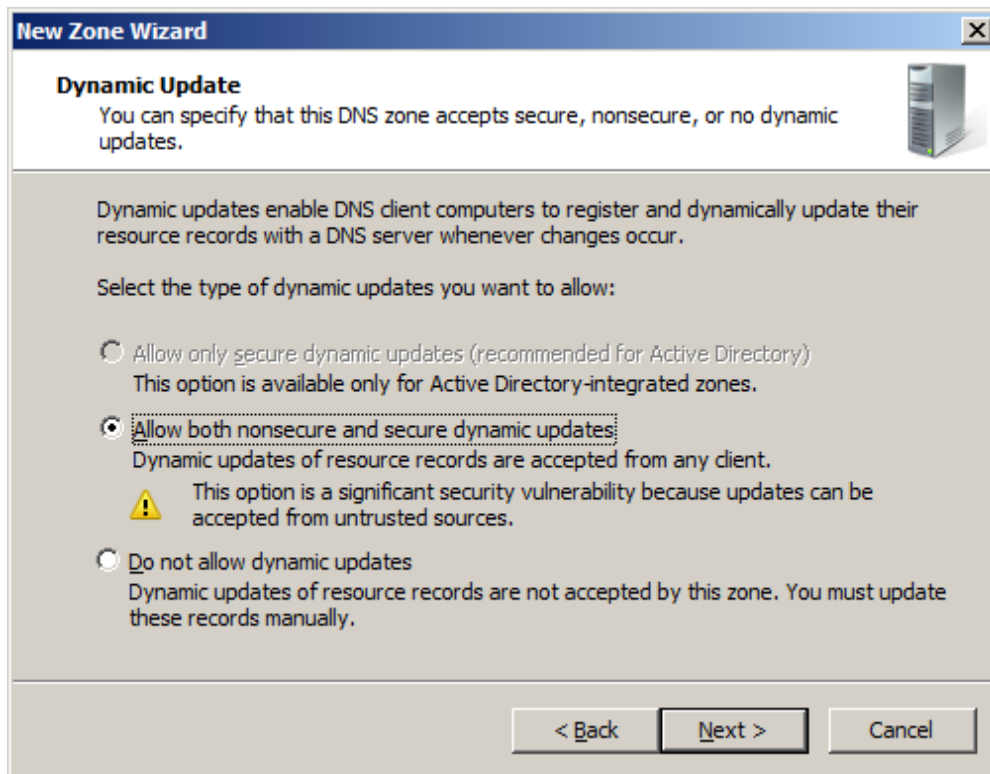 New Zone Wizard
Dynamic Update
You can specify that this DNS zone accepts secure, nonsecure, or no dynamic
updates.
Dynamic updates enable DNS client computers to register and dynamically update their
resource records with a DNS server whenever changes occur.
Select the type of dynamic updates you want to allow:
Allow only secure dynamic updates (recommended for Active Directory)
This option is available only for Active Directory-integrated zones.
Allow both nonsecure and secure dynamic updates
Dynamic updates of resource records are accepted from any client.
This option is a significant security vulnerability because updates can be
accepted from untrusted sources.
Do not allow dynamic updates
Dynamic updates of resource records are not accepted by this zone. You must update
these records manually.
< Back Next > Cancel